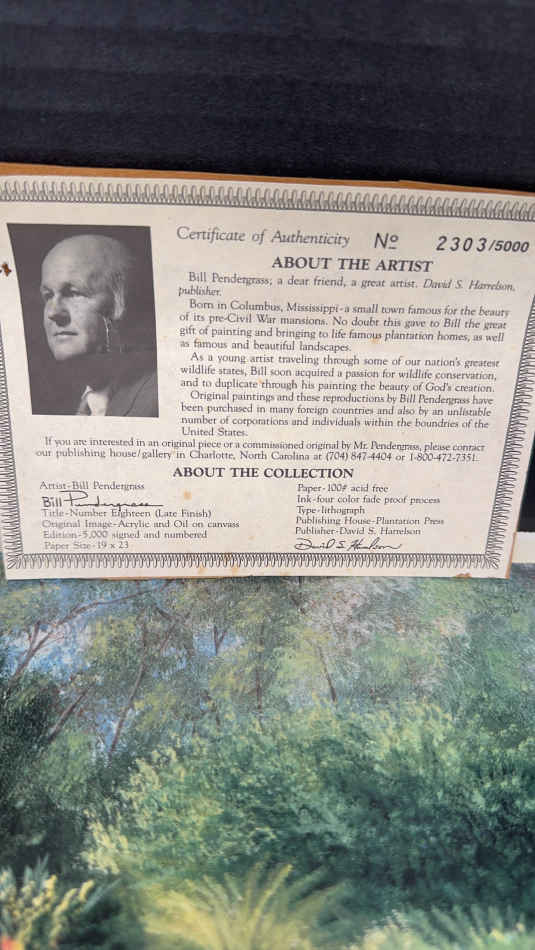 Certificate of Authenticity № 2303/5000
ABOUT THE ARTIST
Bill Pendergrass; a dear friend, a great artist. David S. Harrelson,
publisher.
Born in Columbus, Mississippi-a small town famous for the beauty
of its pre-Civil War mansions. No doubt this gave to Bill the great
gift of painting and bringing to life famous plantation homes, as well
as famous and beautiful landscapes.
As a young artist traveling through some of our nation's greatest
wildlife states, Bill soon acquired a passion for wildlife conservation,
and to duplicate through his painting the beauty of God's creation.
Original paintings and these reproductions by Bill Pendergrass have
been purchased in many foreign countries and also by an unlistable
number of corporations and individuals within the boundries of the
United States.
If you are interested in an original piece or a commissioned original by Mr. Pendergrass, please contact
our publishing house/gallery in Charlotte, North Carolina at (704) 847-4404 or 1-800-472-7351.
ABOUT THE COLLECTION
Artist-Bill Pendergrass
Bill Pendergrass
Title-Number Eighteen (Late Finish)
Original Image-Acrylic and Oil on canvass
Edition-5,000 signed and numbered
Paper Size-19 x 23
Paper-100# acid free
Ink-four color fade proof process
Type-lithograph
Publishing House-Plantation Press
Publisher-David S. Harrelson
David S. Harrelson